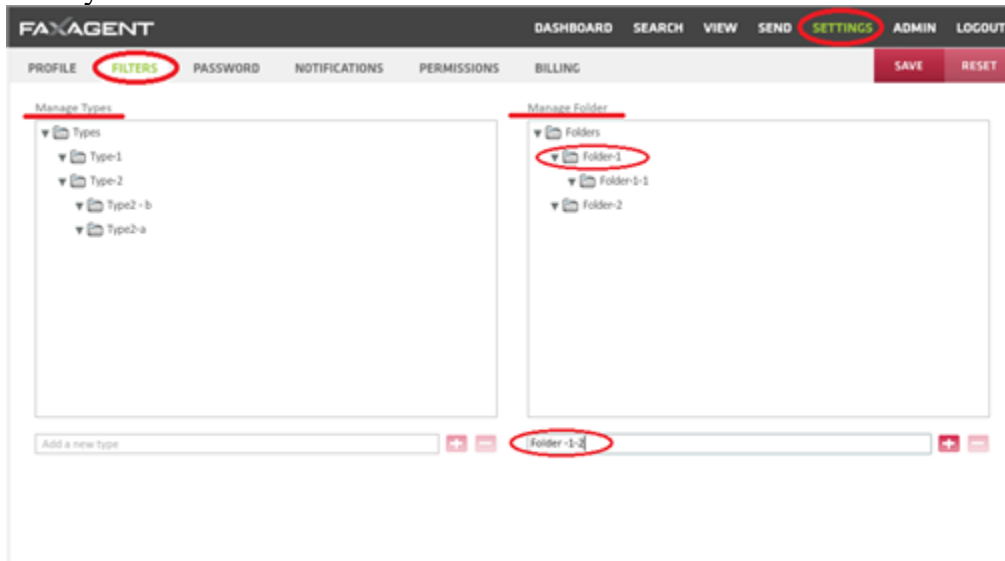 FAXAGENT DASHBOARD SEARCH VIEW SEND SETTINGS ADMIN LOGOUT
PROFILE FILTERS PASSWORD NOTIFICATIONS PERMISSIONS BILLING SAVE RESET
Manage Types
Types
Type-1
Type-2
Type2 - b
Type2-a
Add a new type
Manage Folder
Folders
Folder-1
Folder-1-1
Folder-2
Folder -1-2